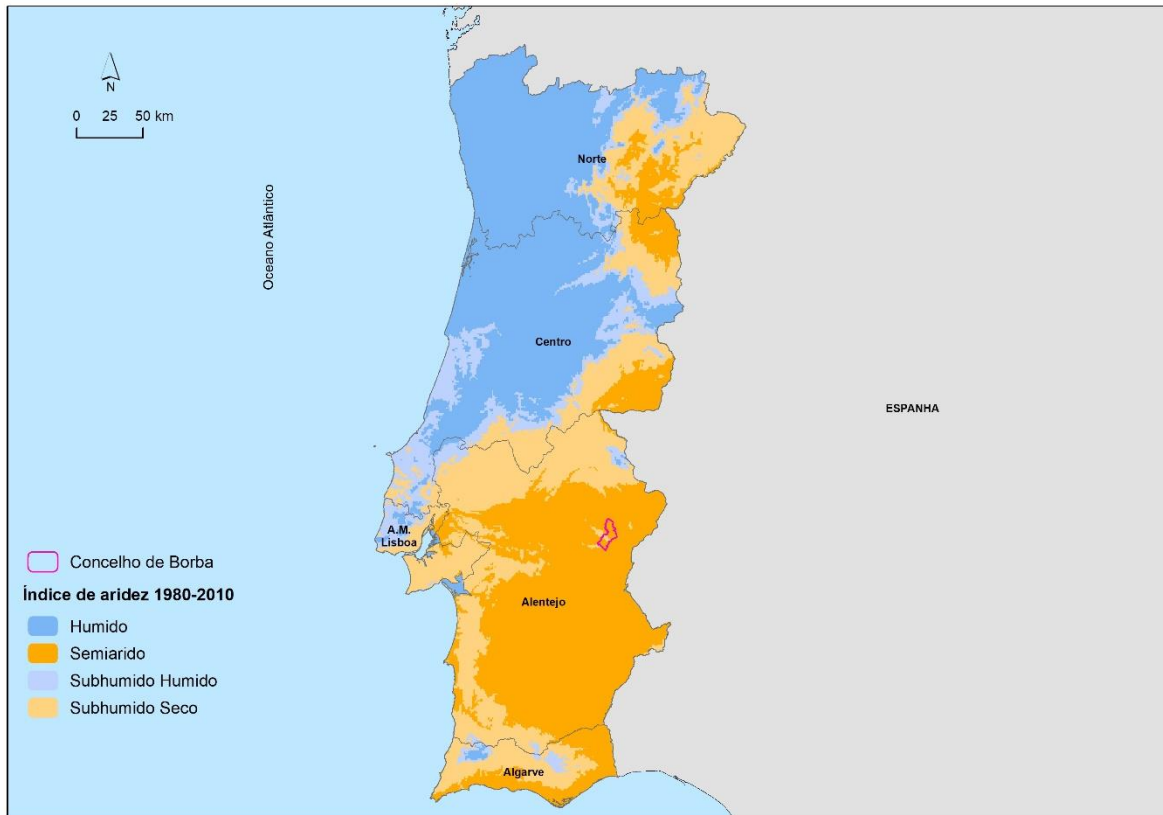 N
0 25 50 km
Oceano Atlântico
Norte
Centro
ESPANHA
A.M.
Lisboa
Alentejo
Algarve
Concelho de Borba
Índice de aridez 1980-2010
Humido
Semiarido
Subhumido Humido
Subhumido Seco